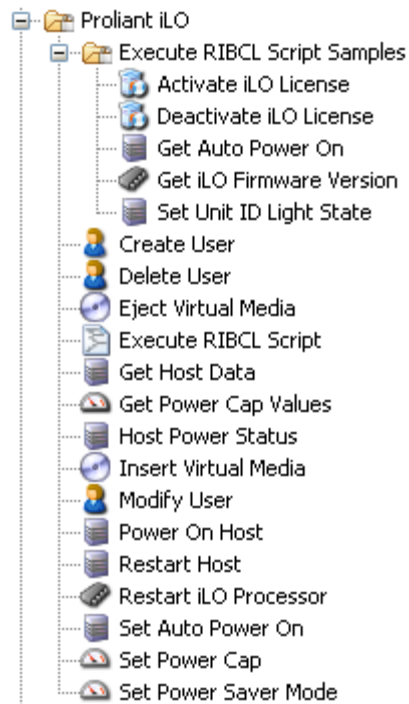 Proliant iLO
Execute RIBCL Script Samples
Activate iLO License
Deactivate iLO License
Get Auto Power On
Get iLO Firmware Version
Set Unit ID Light State
Create User
Delete User
Eject Virtual Media
Execute RIBCL Script
Get Host Data
Get Power Cap Values
Host Power Status
Insert Virtual Media
Modify User
Power On Host
Restart Host
Restart iLO Processor
Set Auto Power On
Set Power Cap
Set Power Saver Mode